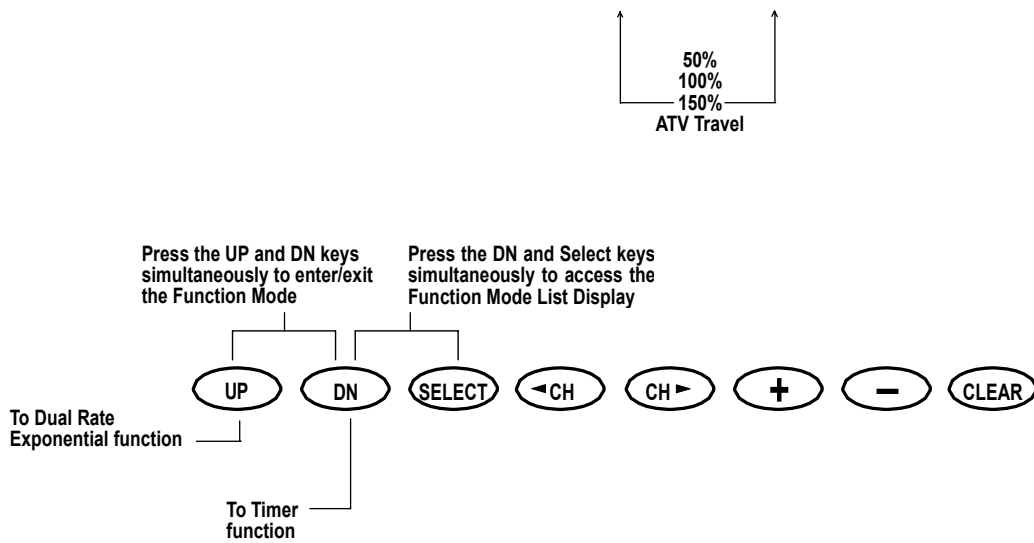 50%
100%
150%
ATV Travel
Press the UP and DN keys
simultaneously to enter/exit
the Function Mode
Press the DN and Select keys
simultaneously to access the
Function Mode List Display
UP
DN
SELECT
◄CH
CH►
+
−
CLEAR
To Dual Rate
Exponential function
To Timer
function